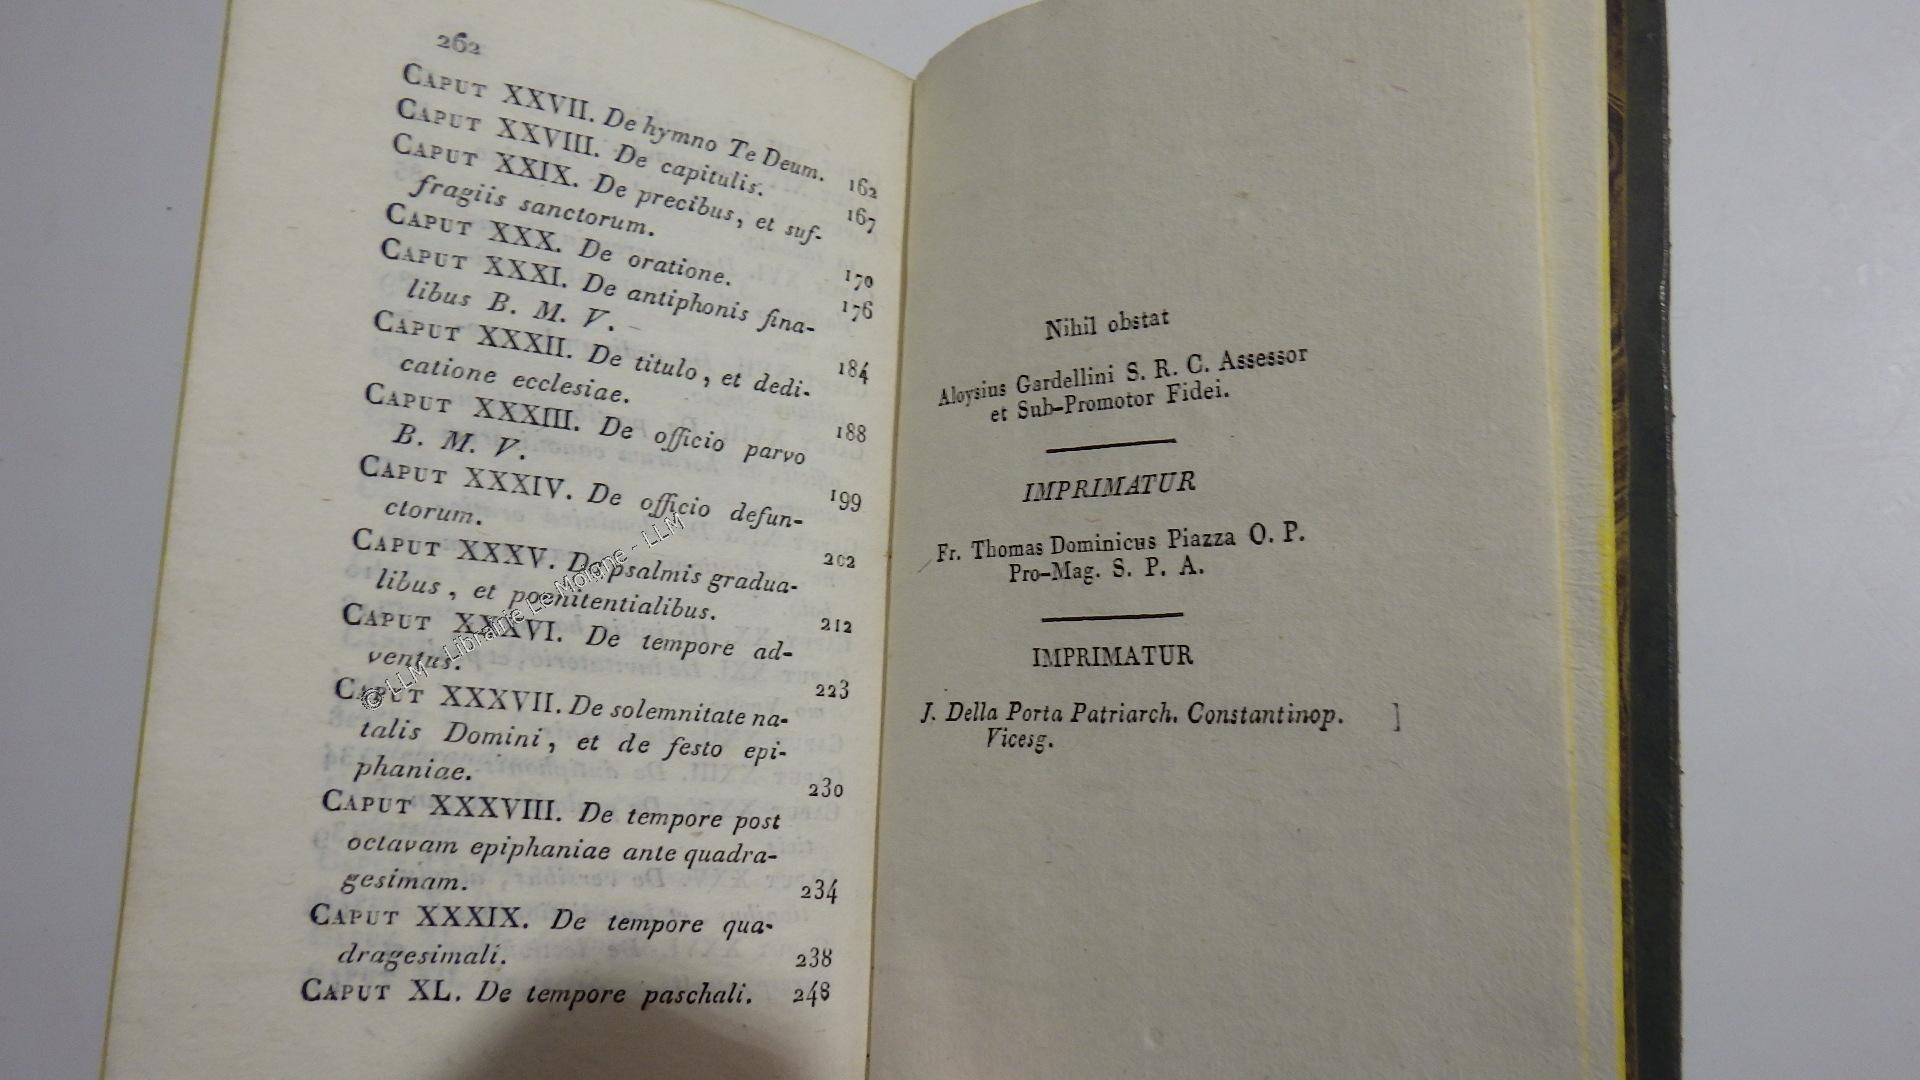 262
CAPUT XXVII. De hymno Te Deum. 162
CAPUT XXVIII. De capitulis. 167
CAPUT XXIX. De precibus, et suf-
fragiis sanctorum. 170
CAPUT XXX. De oratione. 176
CAPUT XXXI. De antiphonis fina-
libus B. M. V. 184
CAPUT XXXII. De titulo, et dedi-
catione ecclesiae. 188
CAPUT XXXIII. De officio parvo
B. M. V. 199
CAPUT XXXIV. De officio defun-
ctorum. 202
CAPUT XXXV. De psalmis gradua-
libus, et poenitentialibus. 212
CAPUT XXXVI. De tempore ad-
ventus. 223
CAPUT XXXVII. De solemnitate na-
talis Domini, et de festo epi-
phaniae. 230
CAPUT XXXVIII. De tempore post
octavam epiphaniae ante quadra-
gesimam. 234
CAPUT XXXIX. De tempore qua-
dragesimali. 238
CAPUT XL. De tempore paschali. 248
© LLM - Librairie Le Moigne - LLM
Nihil obstat
Aloysius Gardellini S. R. C. Assessor
et Sub-Promotor Fidei.
IMPRIMATUR
Fr. Thomas Dominicus Piazza O. P.
Pro-Mag. S. P. A.
IMPRIMATUR
J. Della Porta Patriarch. Constantinop. ]
Vicesg.